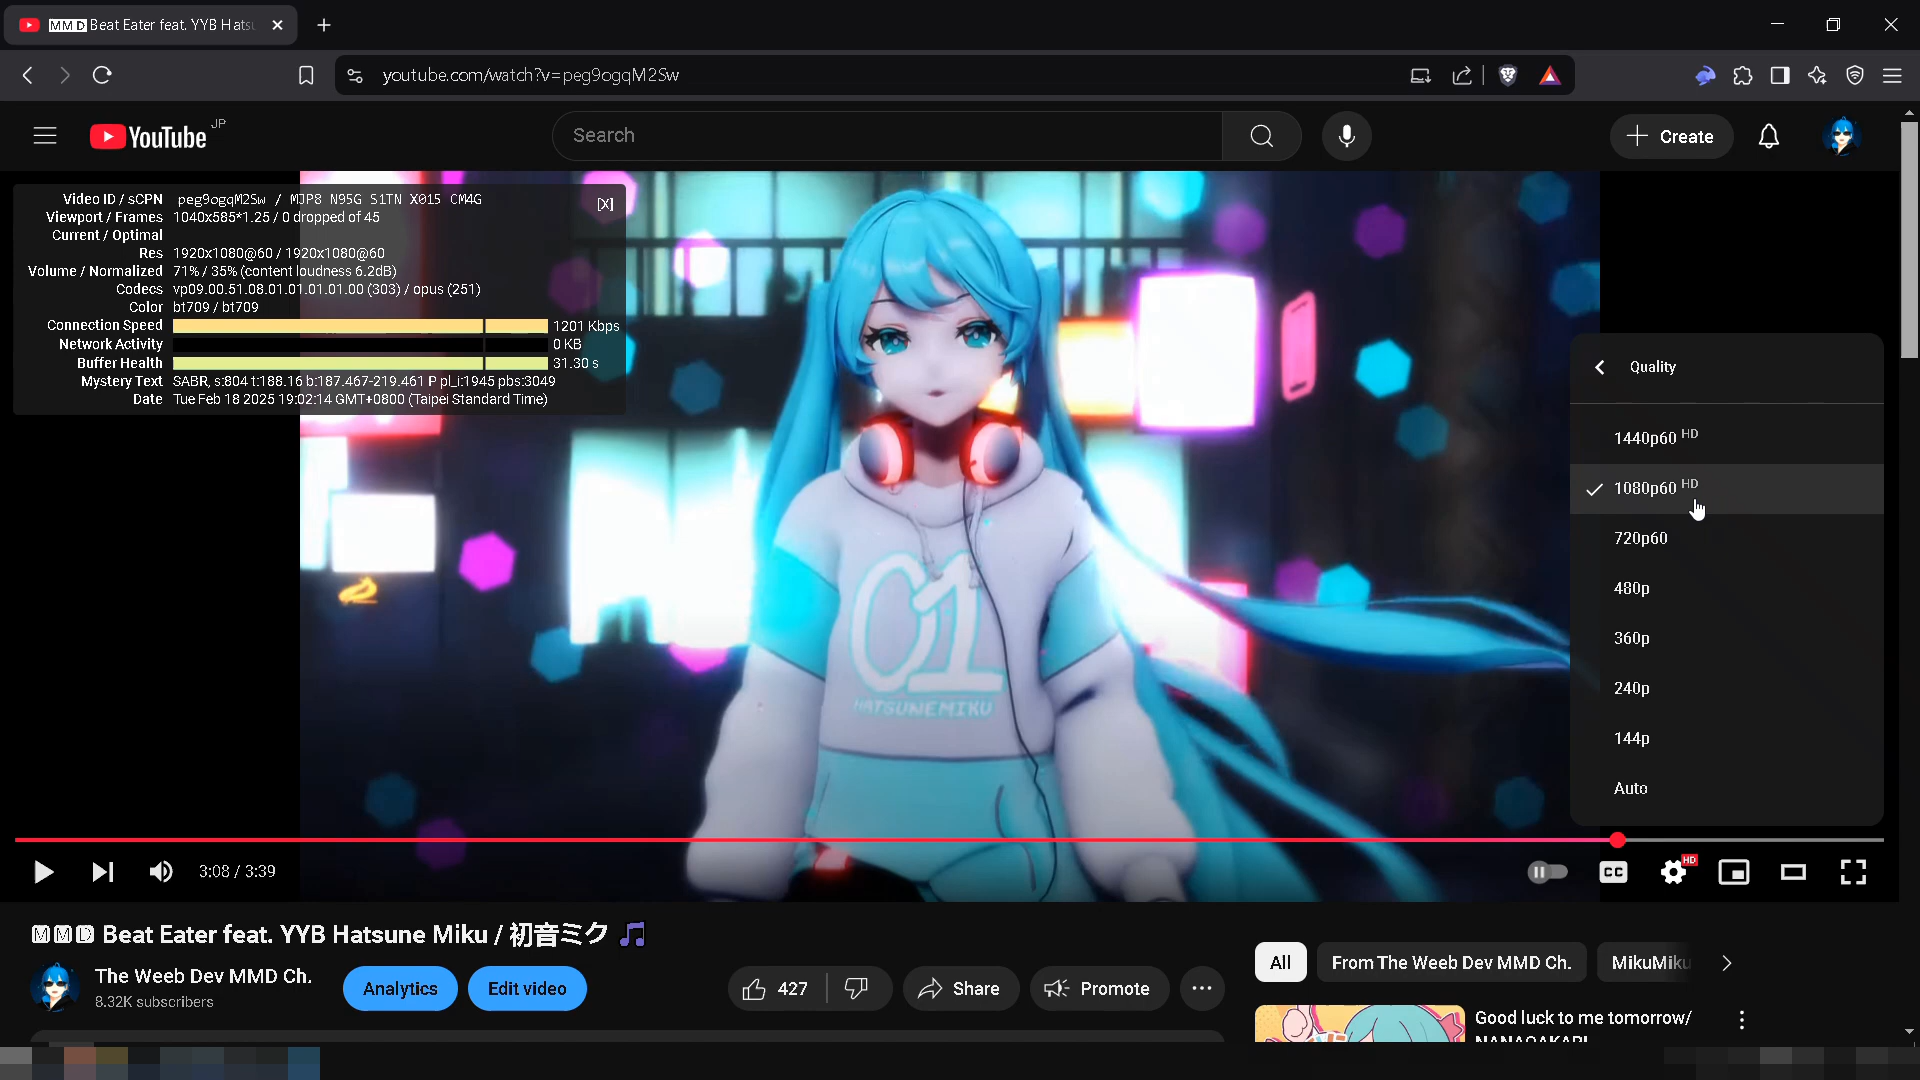 🅼🅼🅳 Beat Eater feat. YYB Hats
youtube.com/watch?v=peg9ogqM2Sw
YouTube JP
Search
Create
Video ID / sCPN peg9ogqM2Sw / MJP8 N95G S1TN X015 CM4G
[X]
Viewport / Frames 1040x585*1.25 / 0 dropped of 45
Current / Optimal
Res 1920x1080@60 / 1920x1080@60
Volume / Normalized 71% / 35% (content loudness 6.2dB)
Codecs vp09.00.51.08.01.01.01.01.00 (303) / opus (251)
Color bt709 / bt709
Connection Speed 1201 Kbps
Network Activity 0 KB
Buffer Health 31.30 s
Mystery Text SABR, s:804 t:188.16 b:187.467-219.461 P pl_i:1945 pbs:3049
Date Tue Feb 18 2025 19:02:14 GMT+0800 (Taipei Standard Time)
01
HATSUNEMIKU
Quality
1440p60 HD
1080p60 HD
720p60
480p
360p
240p
144p
Auto
3:08 / 3:39
CC
HD
🅼🅼🅳 Beat Eater feat. YYB Hatsune Miku / 初音ミク 🎵
The Weeb Dev MMD Ch.
8.32K subscribers
Analytics
Edit video
427
Share
Promote
All
From The Weeb Dev MMD Ch.
MikuMiku
Good luck to me tomorrow/